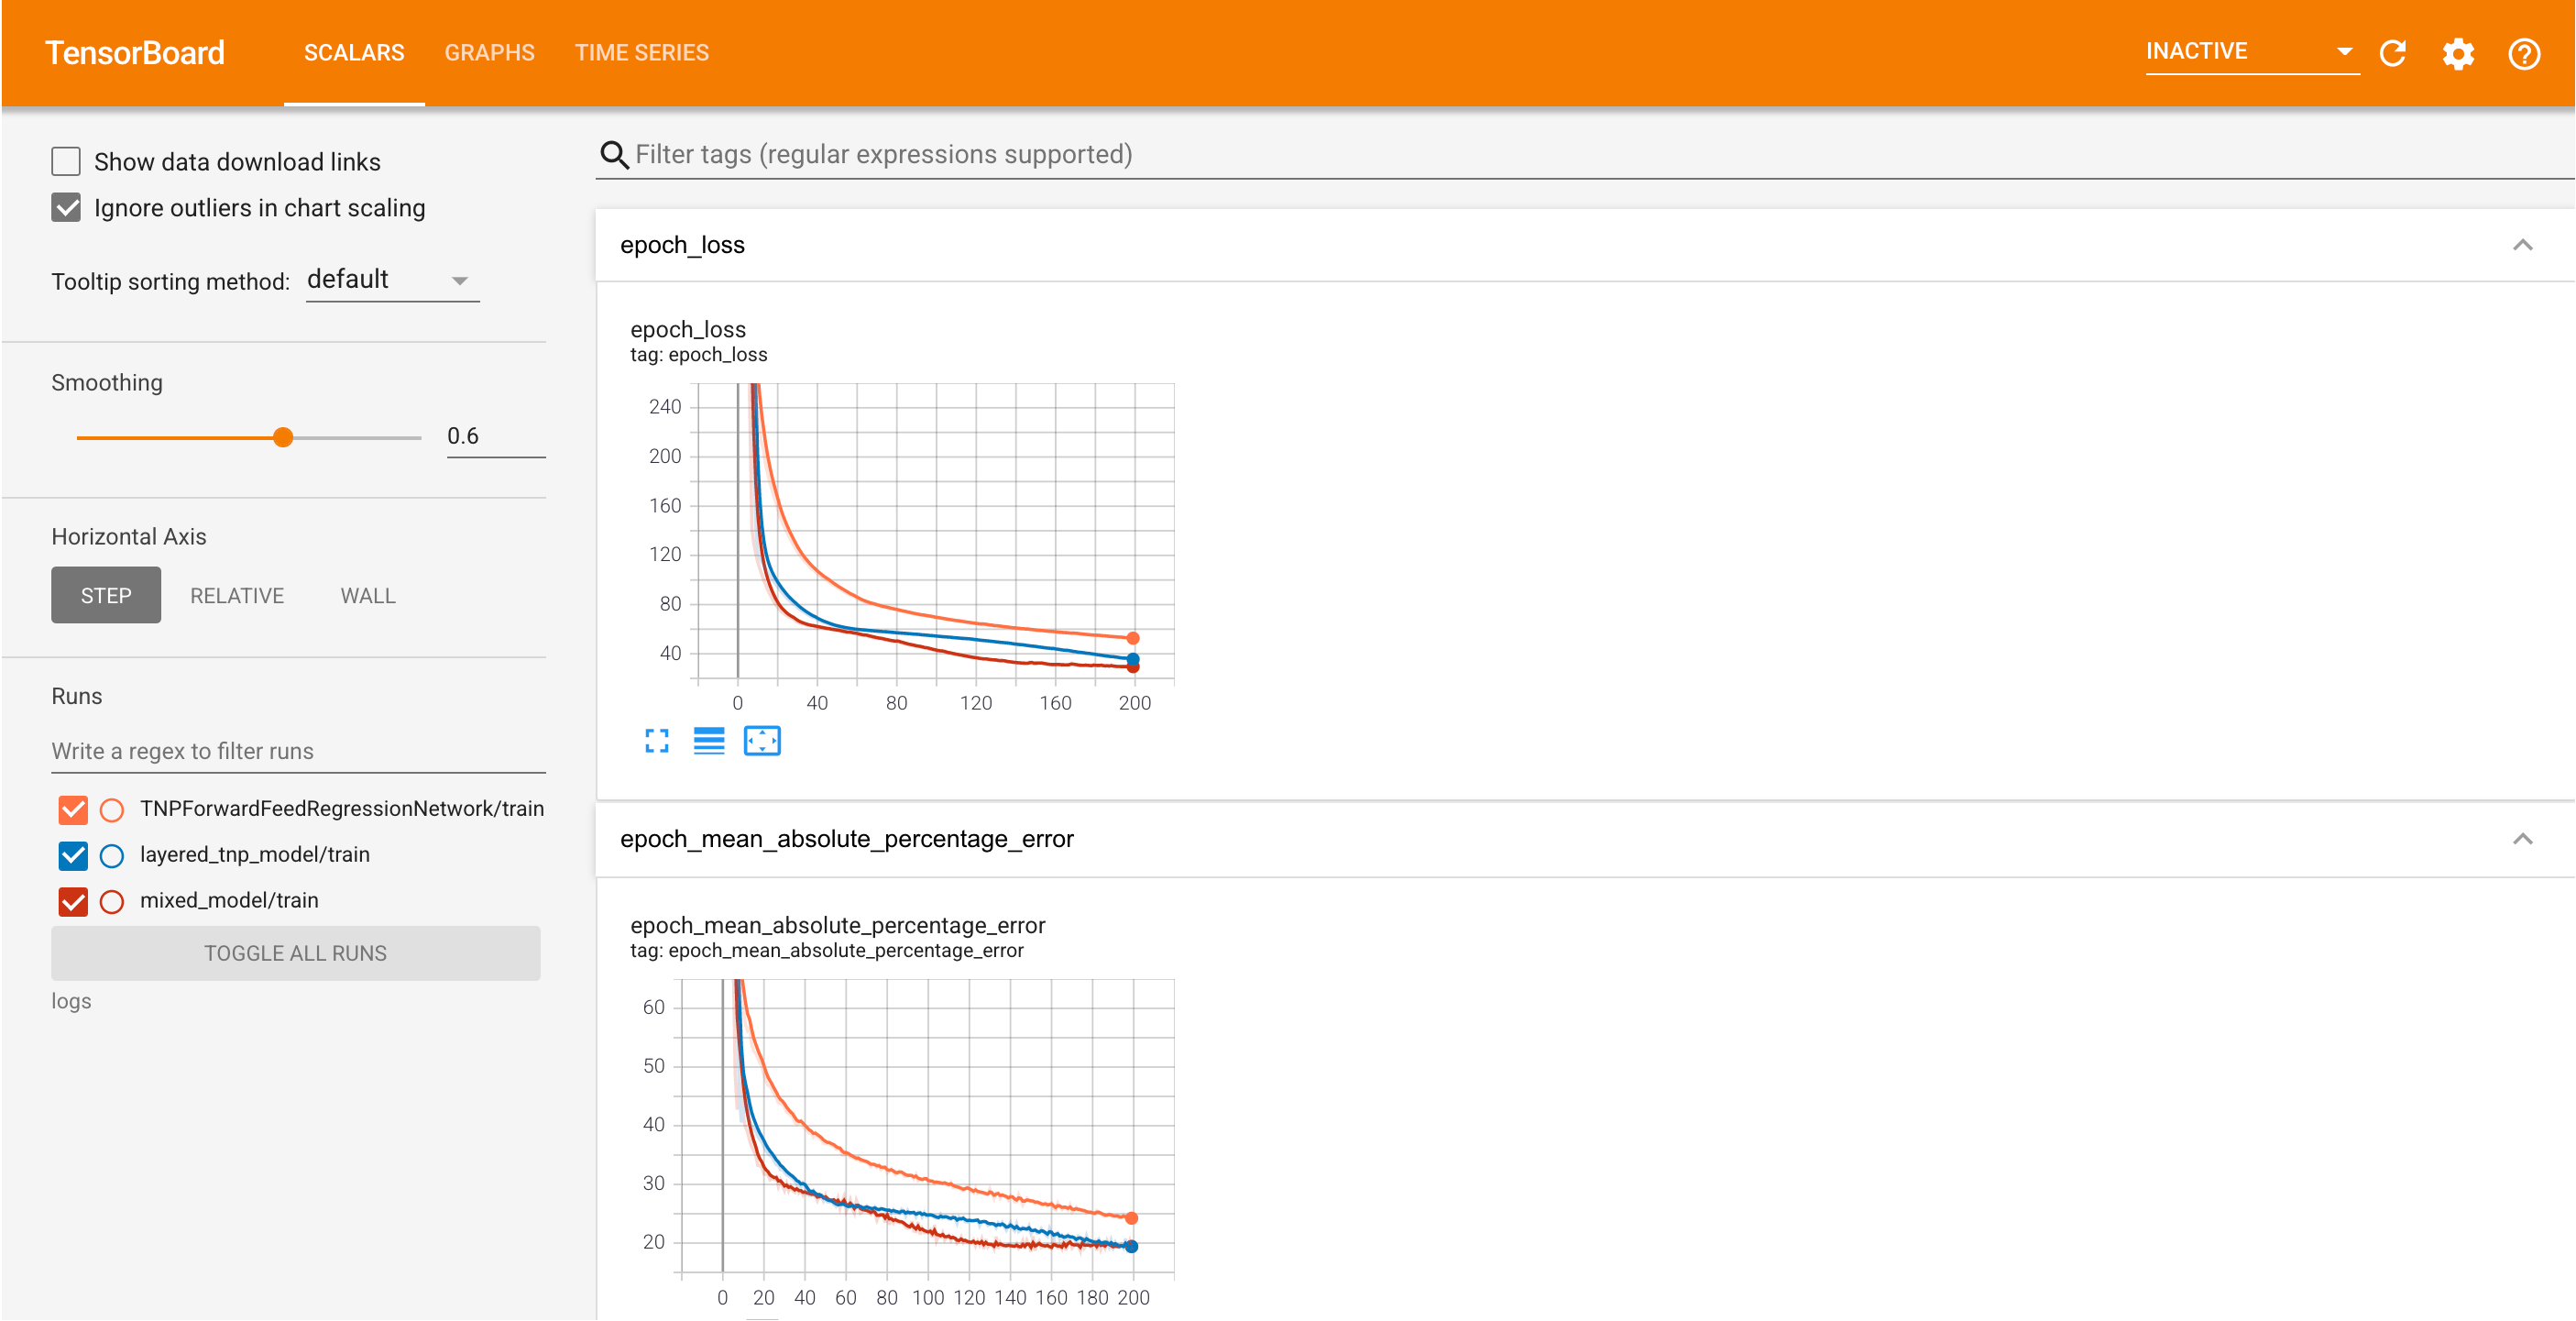 TensorBoard SCALARS GRAPHS TIME SERIES INACTIVE
Show data download links
Ignore outliers in chart scaling
Tooltip sorting method: default
Smoothing
0.6
Horizontal Axis
STEP RELATIVE WALL
Runs
Write a regex to filter runs
TNPForwardFeedRegressionNetwork/train
layered_tnp_model/train
mixed_model/train
TOGGLE ALL RUNS
logs
Filter tags (regular expressions supported)
epoch_loss
epoch_loss
tag: epoch_loss
240
200
160
120
80
40
0 40 80 120 160 200
epoch_mean_absolute_percentage_error
epoch_mean_absolute_percentage_error
tag: epoch_mean_absolute_percentage_error
60
50
40
30
20
0 20 40 60 80 100 120 140 160 180 200